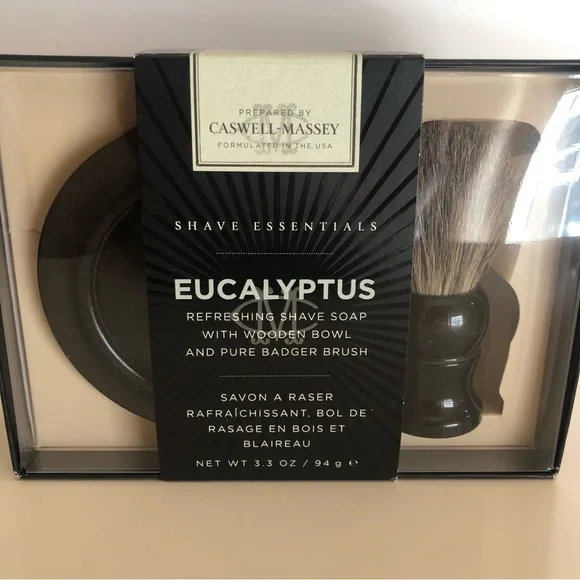 PREPARED BY
CASWELL-MASSEY
FORMULATED IN THE USA
SHAVE ESSENTIALS
EUCALYPTUS
REFRESHING SHAVE SOAP
WITH WOODEN BOWL
AND PURE BADGER BRUSH
SAVON A RASER
RAFRAÎCHISSANT, BOL DE
RASAGE EN BOIS ET
BLAIREAU
NET WT 3.3 OZ / 94 g ℮